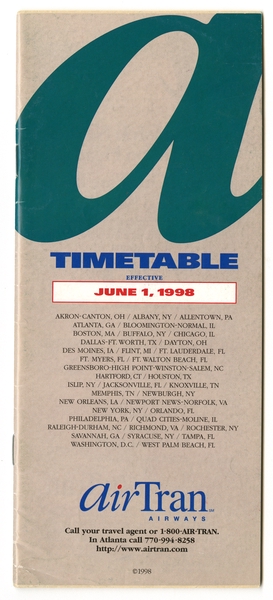 a
TIMETABLE
EFFECTIVE
JUNE 1, 1998
AKRON-CANTON, OH / ALBANY, NY / ALLENTOWN, PA
ATLANTA, GA / BLOOMINGTON-NORMAL, IL
BOSTON, MA / BUFFALO, NY / CHICAGO, IL
DALLAS-FT. WORTH, TX / DAYTON, OH
DES MOINES, IA / FLINT, MI / FT. LAUDERDALE, FL
FT. MYERS, FL / FT. WALTON BEACH, FL
GREENSBORO-HIGH POINT-WINSTON-SALEM, NC
HARTFORD, CT / HOUSTON, TX
ISLIP, NY / JACKSONVILLE, FL / KNOXVILLE, TN
MEMPHIS, TN / NEWBURGH, NY
NEW ORLEANS, LA / NEWPORT NEWS-NORFOLK, VA
NEW YORK, NY / ORLANDO, FL
PHILADELPHIA, PA / QUAD CITIES-MOLINE, IL
RALEIGH-DURHAM, NC / RICHMOND, VA / ROCHESTER, NY
SAVANNAH, GA / SYRACUSE, NY / TAMPA, FL
WASHINGTON, D.C. / WEST PALM BEACH, FL
airTran SM
AIRWAYS
Call your travel agent or 1-800-AIR-TRAN.
In Atlanta call 770-994-8258
http://www.airtran.com
©1998